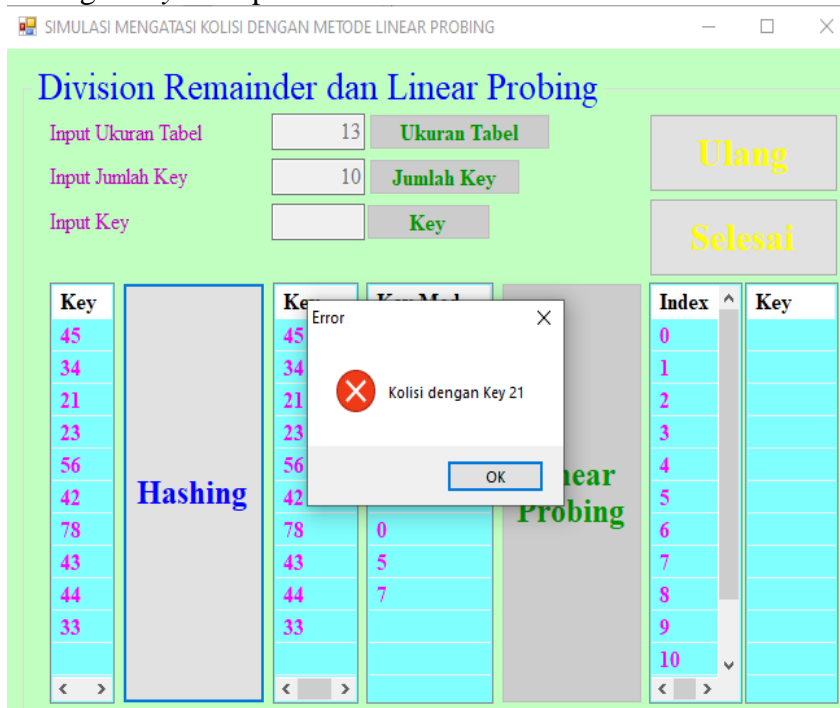 SIMULASI MENGATASI KOLISI DENGAN METODE LINEAR PROBING
Division Remainder dan Linear Probing
Input Ukuran Tabel 13 Ukuran Tabel
Input Jumlah Key 10 Jumlah Key
Input Key Key
Ulang
Selesai
Key
45
34
21
23
56
42
78
43
44
33
Hashing
Key
45
34
21
23
56
42
78
43
44
33
Key Mod
0
5
7
Error
Kolisi dengan Key 21
OK
Probing
Index
0
1
2
3
4
5
6
7
8
9
10
Key